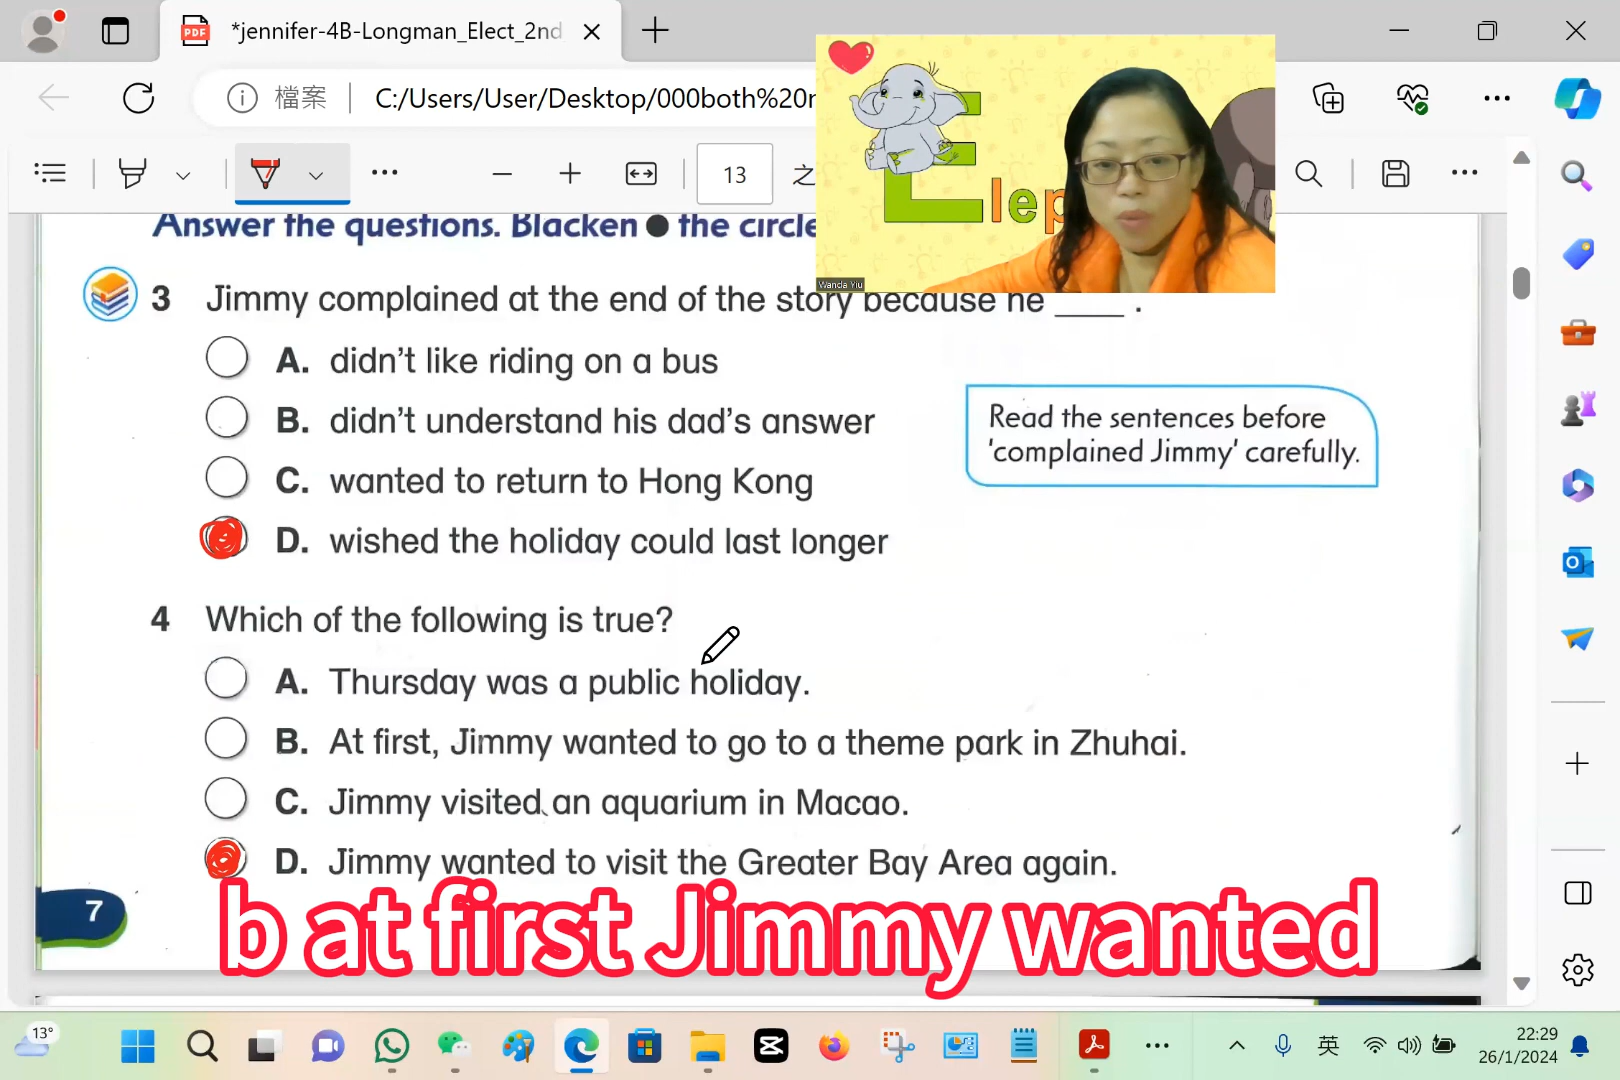 *jennifer-4B-Longman_Elect_2nd
檔案
C:/Users/User/Desktop/000both%20r
13
之
Elep
Wanda Yiu
Answer the questions. Blacken ● the circle
3 Jimmy complained at the end of the story because he ____ .
A. didn't like riding on a bus
B. didn't understand his dad's answer
C. wanted to return to Hong Kong
D. wished the holiday could last longer
Read the sentences before
'complained Jimmy' carefully.
4 Which of the following is true?
A. Thursday was a public holiday.
B. At first, Jimmy wanted to go to a theme park in Zhuhai.
C. Jimmy visited an aquarium in Macao.
D. Jimmy wanted to visit the Greater Bay Area again.
7
b at first Jimmy wanted
13°
英
22:29
26/1/2024